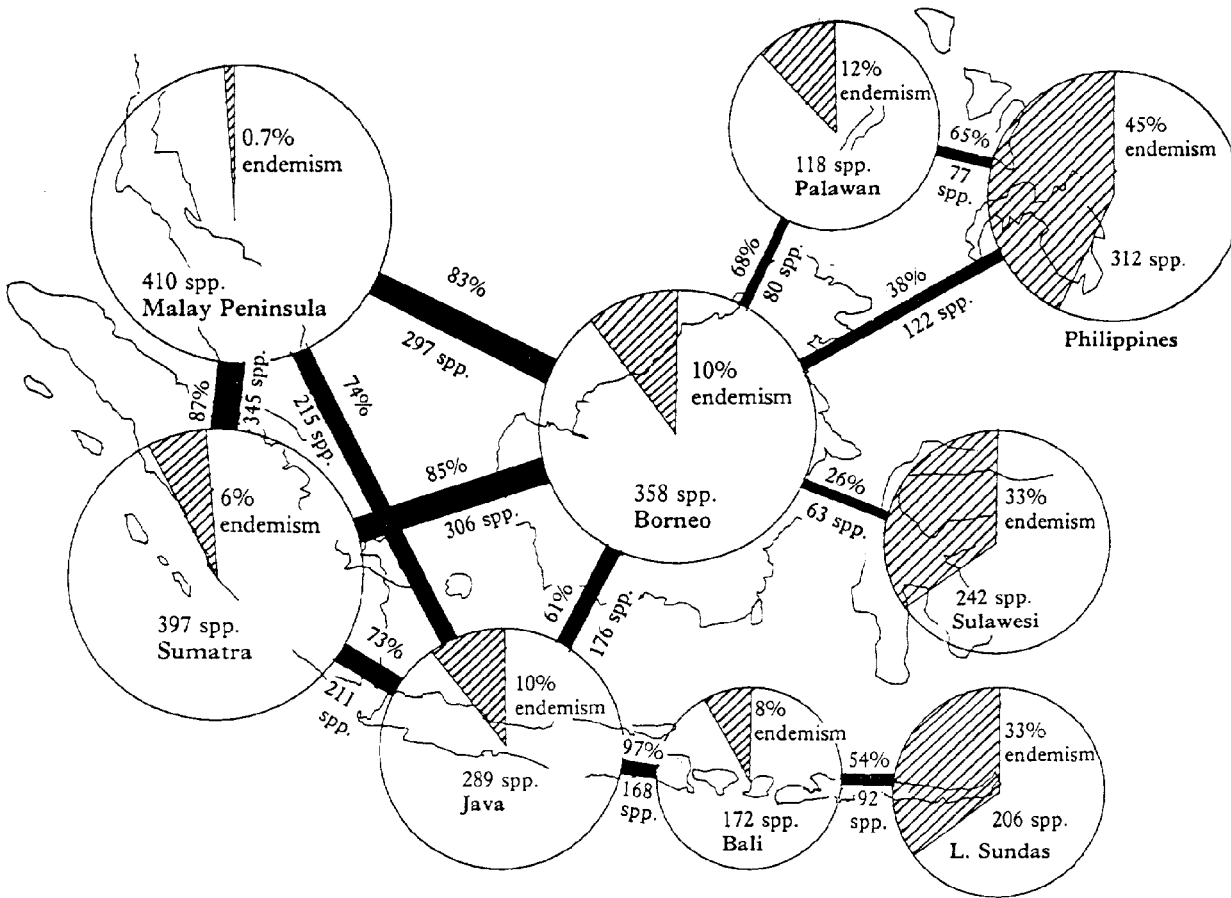 0.7%
endemism
410 spp.
Malay Peninsula
12%
endemism
118 spp.
Palawan
65%
77
spp.
45%
endemism
312 spp.
Philippines
83%
297 spp.
68%
80 spp.
38%
122 spp.
87%
345 spp.
74%
215 spp.
10%
endemism
358 spp.
Borneo
85%
306 spp.
6%
endemism
397 spp.
Sumatra
26%
63 spp.
33%
endemism
242 spp.
Sulawesi
61%
176 spp.
73%
211
spp.
10%
endemism
289 spp.
Java
97%
168
spp.
8%
endemism
172 spp.
Bali
54%
92
spp.
33%
endemism
206 spp.
L. Sundas